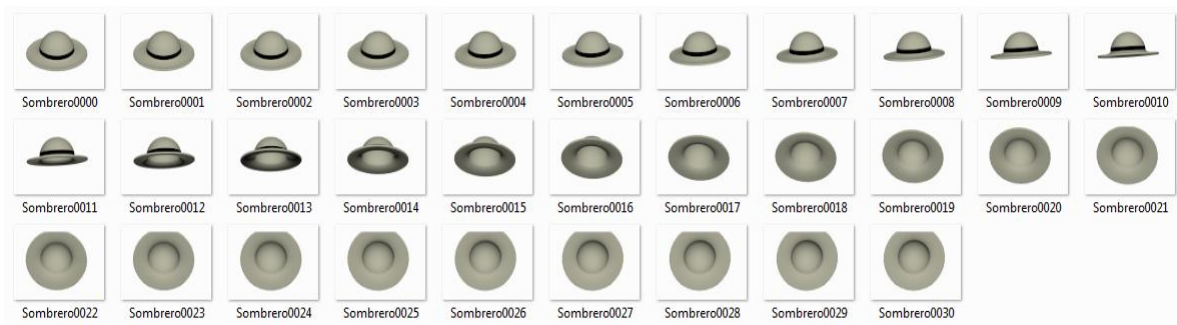 Sombrero0000 Sombrero0001 Sombrero0002 Sombrero0003 Sombrero0004 Sombrero0005 Sombrero0006 Sombrero0007 Sombrero0008 Sombrero0009 Sombrero0010
Sombrero0011 Sombrero0012 Sombrero0013 Sombrero0014 Sombrero0015 Sombrero0016 Sombrero0017 Sombrero0018 Sombrero0019 Sombrero0020 Sombrero0021
Sombrero0022 Sombrero0023 Sombrero0024 Sombrero0025 Sombrero0026 Sombrero0027 Sombrero0028 Sombrero0029 Sombrero0030